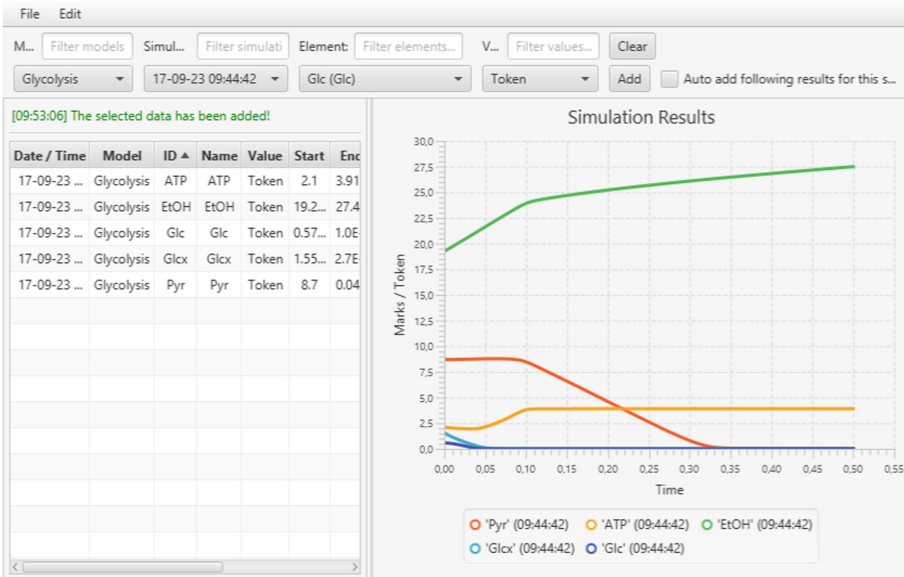 File Edit
M... Filter models Simul... Filter simulati Element: Filter elements... V... Filter values... Clear
Glycolysis 17-09-23 09:44:42 Glc (Glc) Token Add Auto add following results for this s...
[09:53:06] The selected data has been added!
Date / Time Model ID Name Value Start End
17-09-23 ... Glycolysis ATP ATP Token 2.1 3.91
17-09-23 ... Glycolysis EtOH EtOH Token 19.2... 27.4
17-09-23 ... Glycolysis Glc Glc Token 0.57... 1.0E
17-09-23 ... Glycolysis Glcx Glcx Token 1.55... 2.7E
17-09-23 ... Glycolysis Pyr Pyr Token 8.7 0.04
Simulation Results
30,0
27,5
25,0
22,5
20,0
17,5
15,0
12,5
10,0
7,5
5,0
2,5
0,0
Marks / Token
0,00 0,05 0,10 0,15 0,20 0,25 0,30 0,35 0,40 0,45 0,50 0,55
Time
'Pyr' (09:44:42) 'ATP' (09:44:42) 'EtOH' (09:44:42)
'Glcx' (09:44:42) 'Glc' (09:44:42)